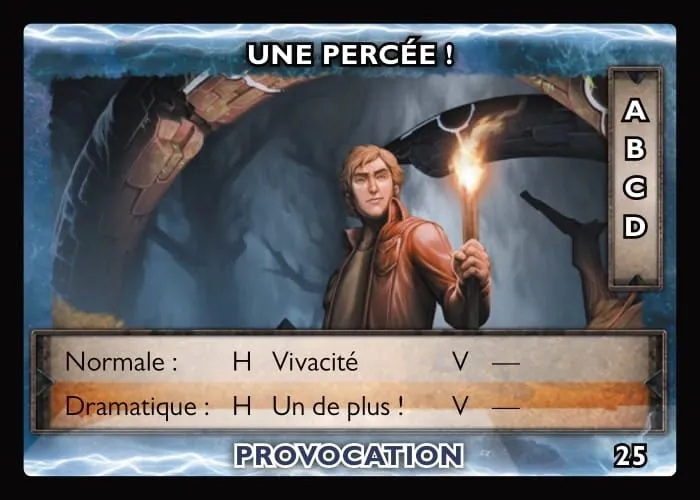 UNE PERCÉE !
A
B
C
D
Normale : H Vivacité V —
Dramatique : H Un de plus ! V —
PROVOCATION
25